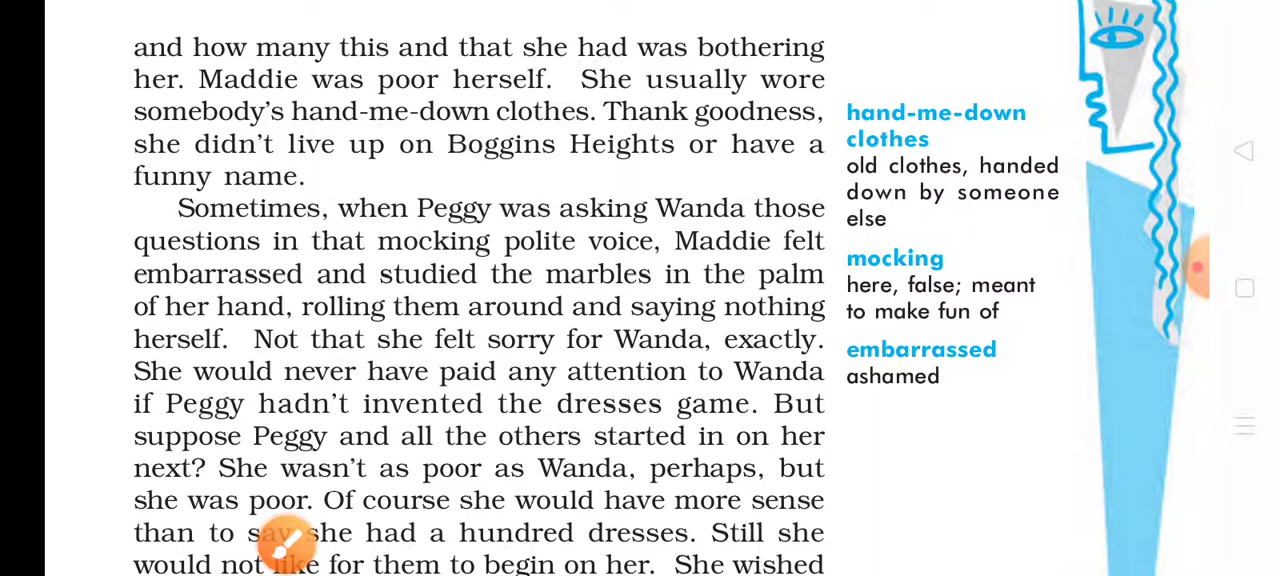 and how many this and that she had was bothering
her. Maddie was poor herself. She usually wore
somebody's hand-me-down clothes. Thank goodness,
she didn't live up on Boggins Heights or have a
funny name.
Sometimes, when Peggy was asking Wanda those
questions in that mocking polite voice, Maddie felt
embarrassed and studied the marbles in the palm
of her hand, rolling them around and saying nothing
herself. Not that she felt sorry for Wanda, exactly.
She would never have paid any attention to Wanda
if Peggy hadn't invented the dresses game. But
suppose Peggy and all the others started in on her
next? She wasn't as poor as Wanda, perhaps, but
she was poor. Of course she would have more sense
than to say she had a hundred dresses. Still she
would not like for them to begin on her. She wished
hand-me-down
clothes
old clothes, handed
down by someone
else
mocking
here, false; meant
to make fun of
embarrassed
ashamed